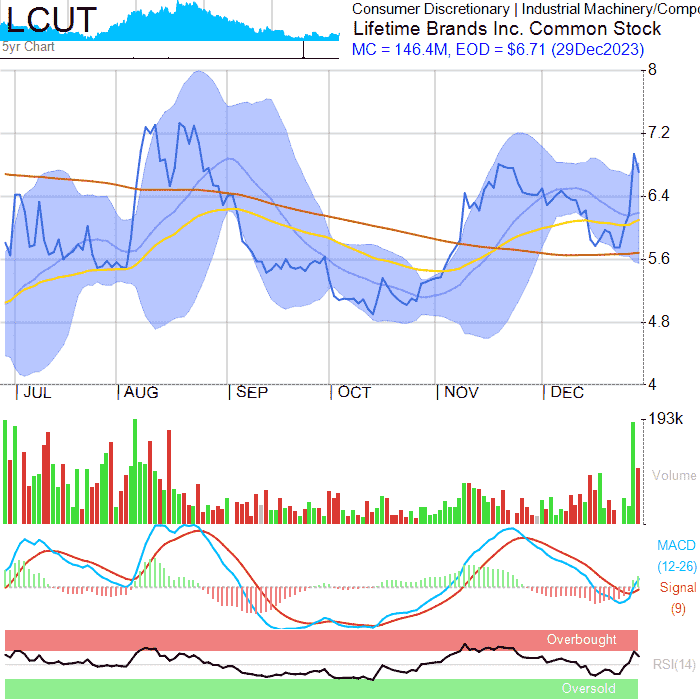 LCUT
Consumer Discretionary | Industrial Machinery/Compo
Lifetime Brands Inc. Common Stock
5yr Chart
MC = 146.4M, EOD = $6.71 (29Dec2023)
8
7.2
6.4
5.6
4.8
4
JUL AUG SEP OCT NOV DEC
193k
Volume
MACD
(12-26)
Signal
(9)
Overbought
RSI(14)
Oversold